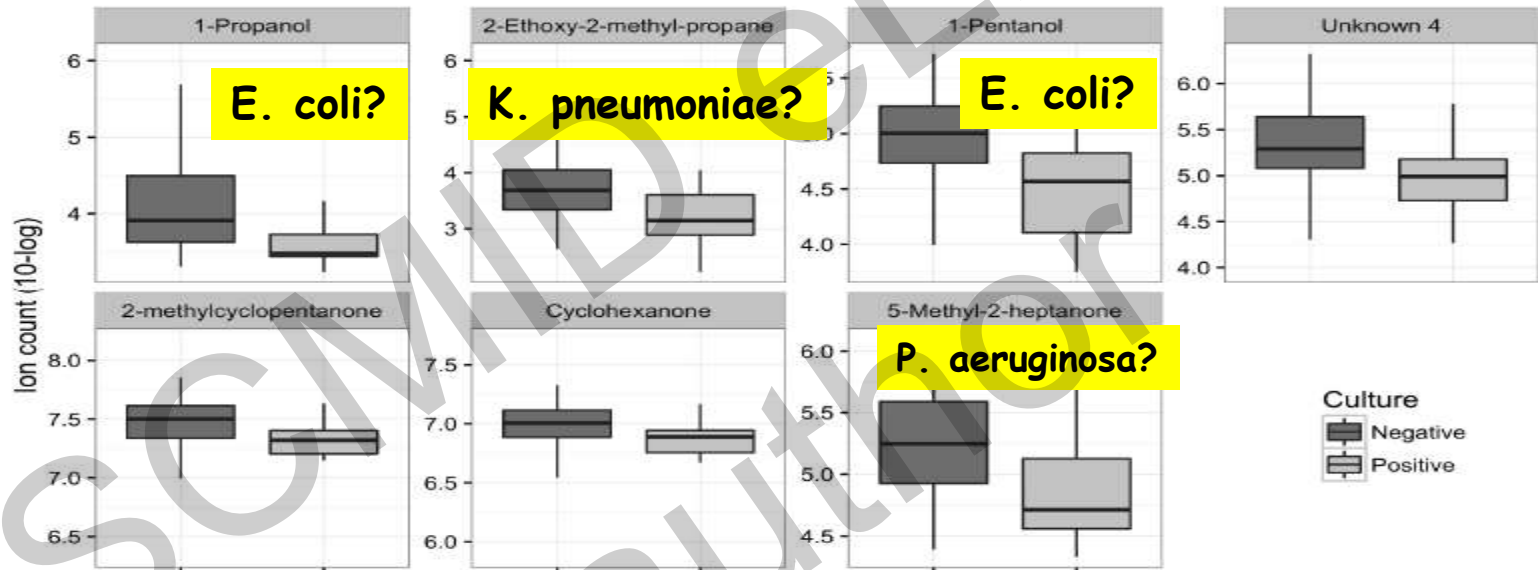 1-Propanol
2-Ethoxy-2-methyl-propane
1-Pentanol
Unknown 4
E. coli?
K. pneumoniae?
E. coli?
6
5
4
6
5
4
3
4.5
4.0
6.0
5.5
5.0
4.5
4.0
Ion count (10-log)
2-methylcyclopentanone
Cyclohexanone
5-Methyl-2-heptanone
P. aeruginosa?
8.0
7.5
7.0
6.5
7.5
7.0
6.5
6.0
6.0
5.5
5.0
4.5
Culture
Negative
Positive
SCMID eL
author